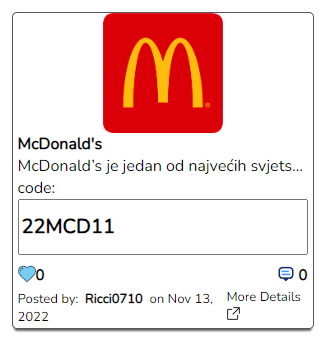 McDonald's
McDonald’s je jedan od najvećih svjets...
code:
22MCD11
0 0
Posted by: Ricci0710 on Nov 13, 2022
More Details